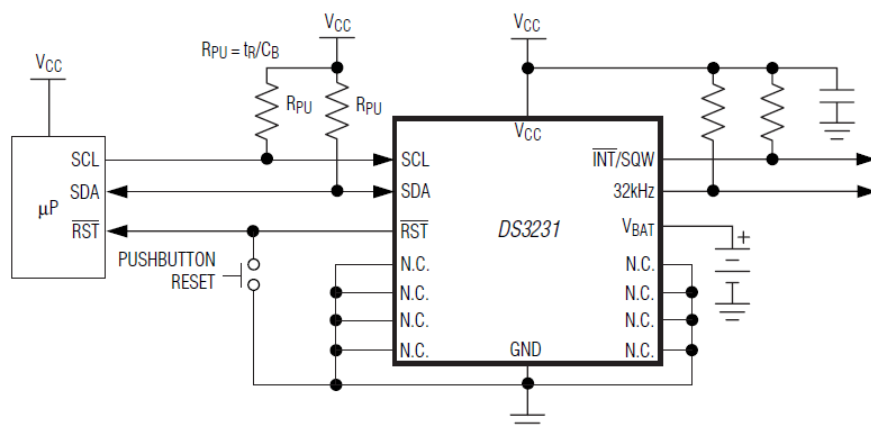 VCC
VCC
RPU = tR/CB
VCC
RPU
RPU
VCC
SCL
SCL
INT/SQW
SDA
SDA
32kHz
µP
RST
RST
DS3231
VBAT
+
PUSHBUTTON
RESET
N.C.
N.C.
N.C.
N.C.
N.C.
N.C.
N.C.
GND
N.C.